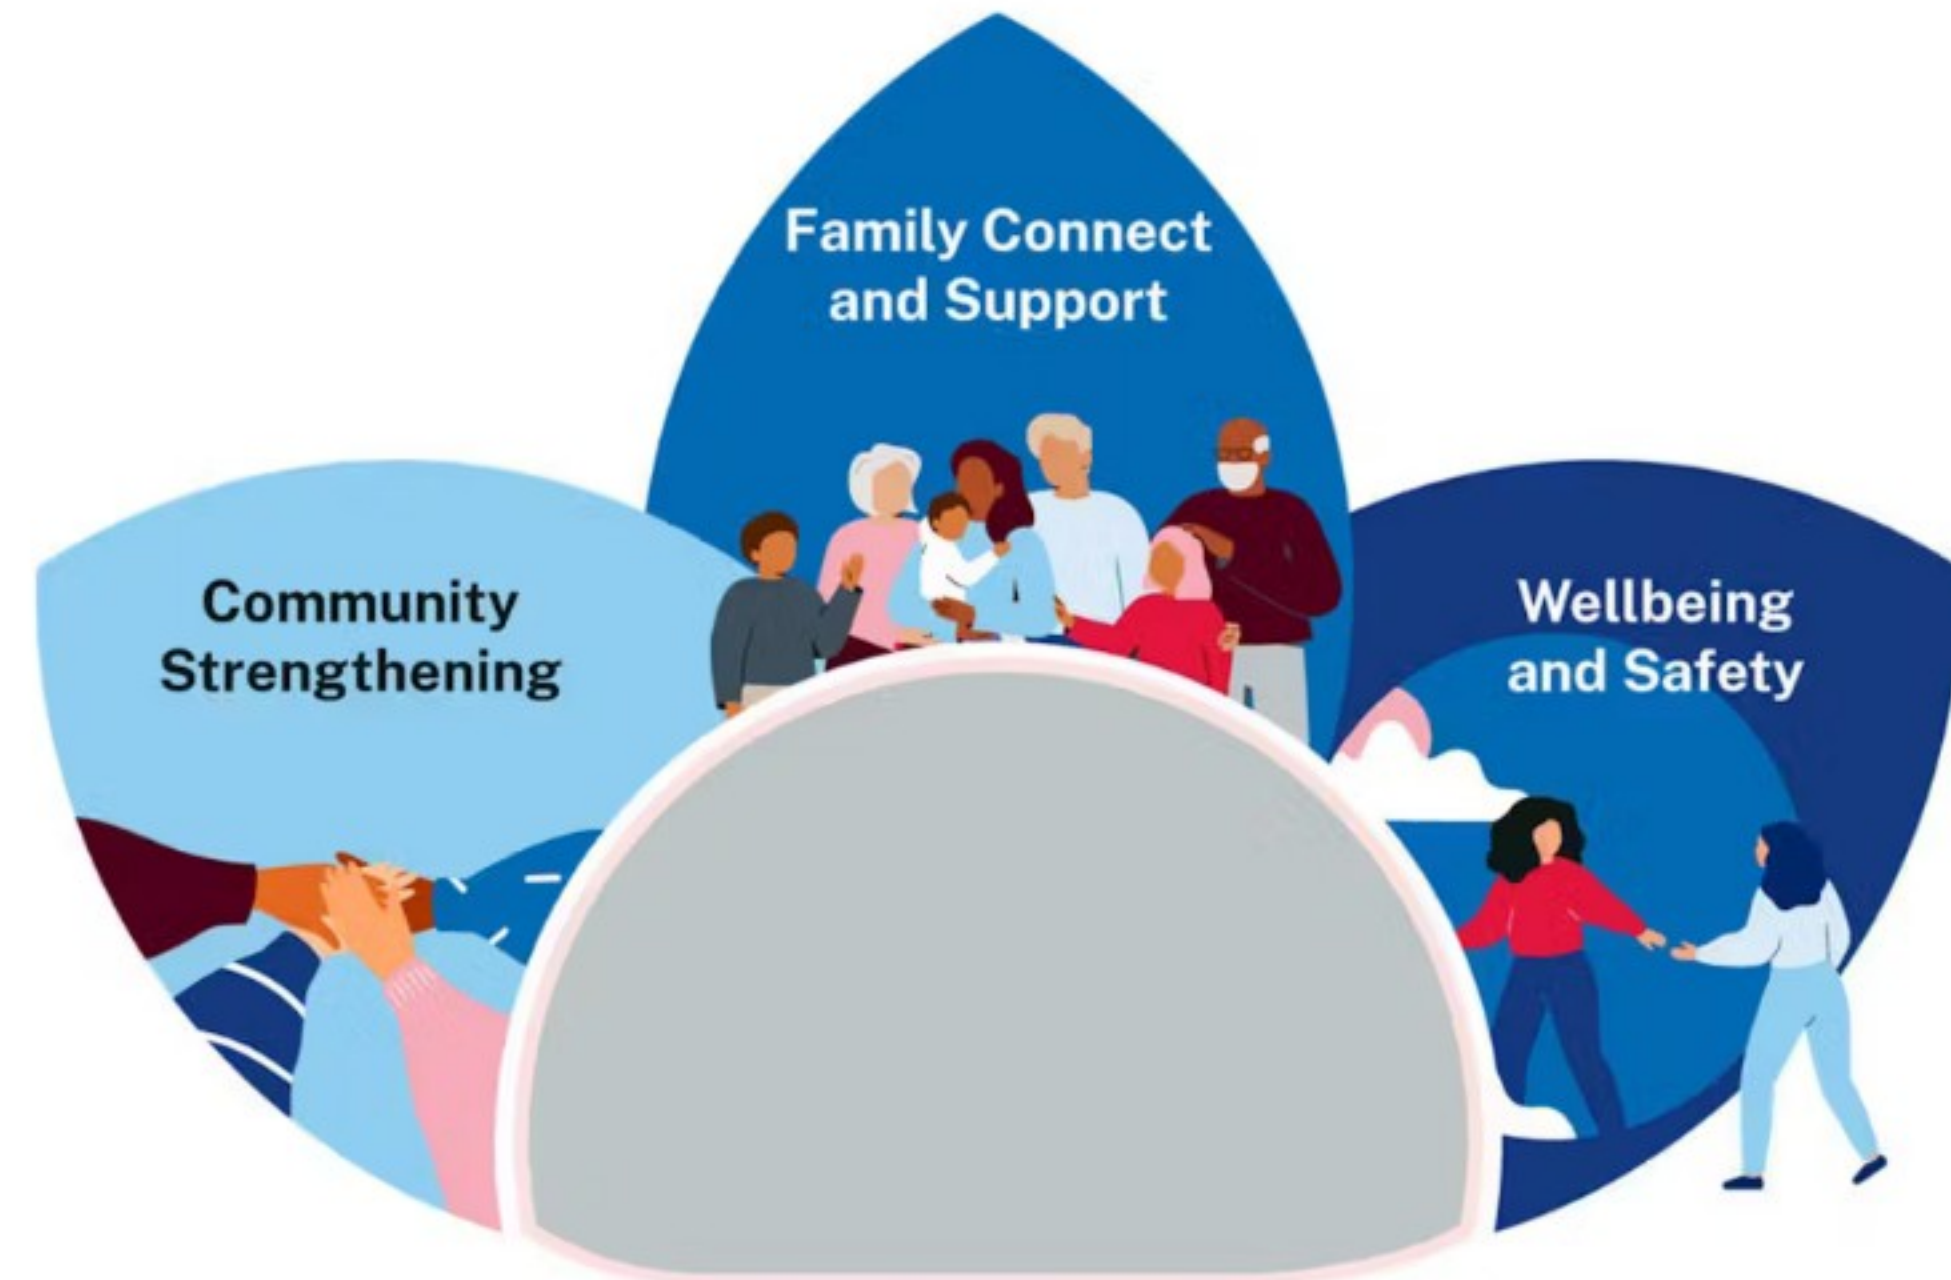 Family Connect
and Support
Community
Strengthening
Wellbeing
and Safety